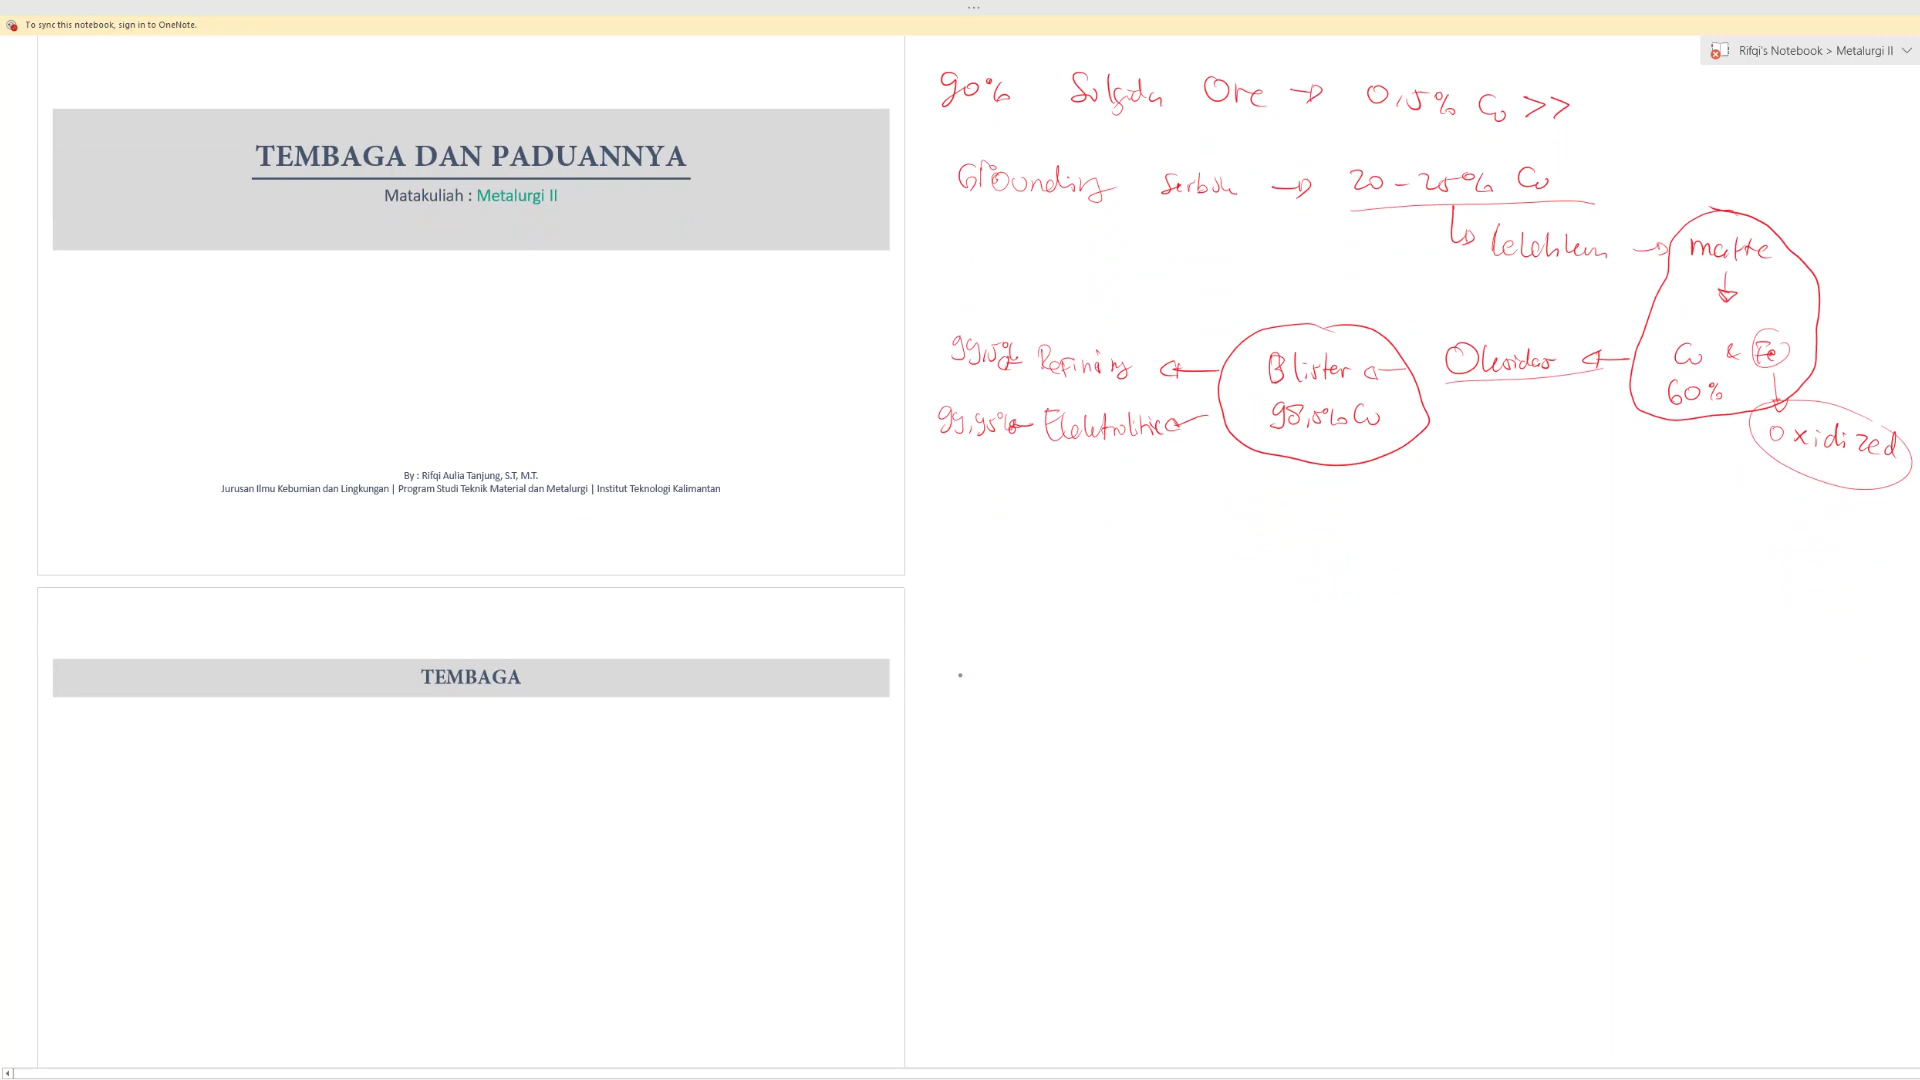 To sync this notebook, sign in to OneNote.
Rifqi's Notebook > Metalurgi II
TEMBAGA DAN PADUANNYA
Matakuliah : Metalurgi II
By : Rifqi Aulia Tanjung, S.T, M.T.
Jurusan Ilmu Kebumian dan Lingkungan | Program Studi Teknik Material dan Metalurgi | Institut Teknologi Kalimantan
TEMBAGA
90% Sulfida Ore → 0,5% Cu >>
Grounding Serbuk → 20 - 25% Cu
↳ Lelehkan → matte
↓
Cu & Fe
60%
↓
oxidized
← Oksidasi ←
Blister
98,5% Cu
99,5% ← Refining ←
99,95% ← Elektrolitic ←